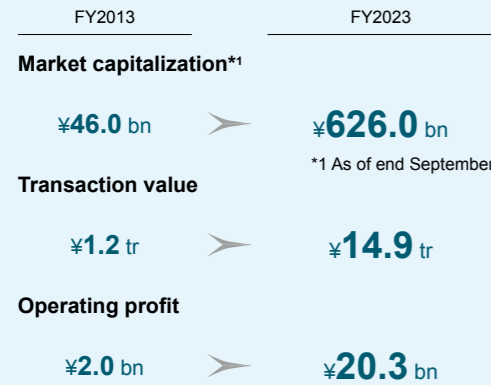 FY2013 FY2023
Market capitalization*1
¥46.0 bn ¥626.0 bn
*1 As of end September
Transaction value
¥1.2 tr ¥14.9 tr
Operating profit
¥2.0 bn ¥20.3 bn